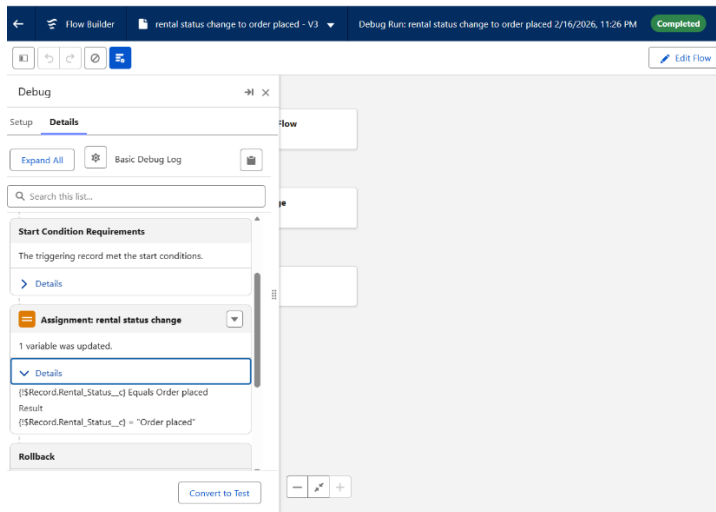 Flow Builder
rental status change to order placed - V3
Debug Run: rental status change to order placed 2/16/2026, 11:26 PM
Completed
Edit Flow
Debug
Setup
Details
Flow
Expand All
Basic Debug Log
Search this list...
ge
Start Condition Requirements
The triggering record met the start conditions.
Details
Assignment: rental status change
1 variable was updated.
Details
{!$Record.Rental_Status__c} Equals Order placed
Result
{!$Record.Rental_Status__c} = "Order placed"
Rollback
Convert to Test